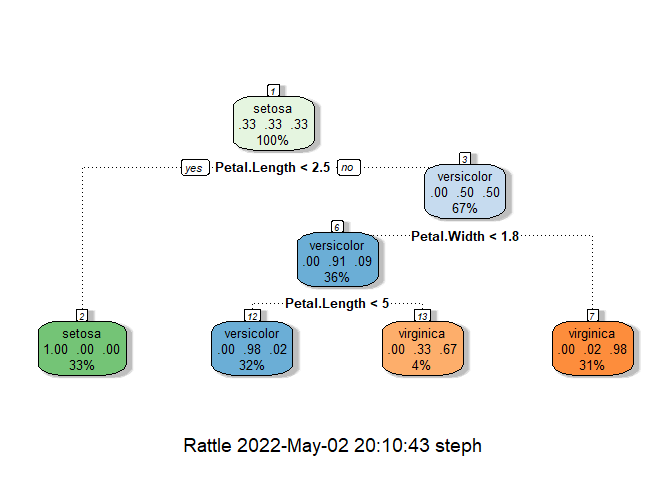 1
setosa
.33 .33 .33
100%
yes Petal.Length < 2.5 no
3
versicolor
.00 .50 .50
67%
Petal.Width < 1.8
6
versicolor
.00 .91 .09
36%
Petal.Length < 5
2
setosa
1.00 .00 .00
33%
12
versicolor
.00 .98 .02
32%
13
virginica
.00 .33 .67
4%
7
virginica
.00 .02 .98
31%
Rattle 2022-May-02 20:10:43 steph